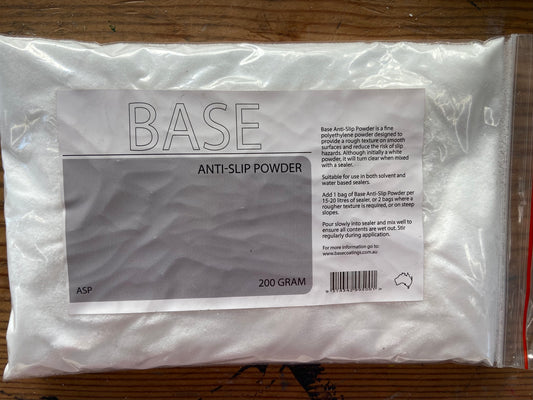 BASE
ANTI-SLIP POWDER
ASP
200 GRAM
Base Anti-Slip Powder is a fine
polyethylene powder designed to
provide a rough texture on smooth
surfaces and reduce the risk of slip
hazards. Although initially a white
powder, it will turn clear when mixed
with a sealer.
Suitable for use in both solvent and
water based sealers.
Add 1 bag of Base Anti-Slip Powder per
15-20 litres of sealer, or 2 bags where a
rougher texture is required, or on steep
slopes.
Pour slowly into sealer and mix well to
ensure all contents are wet out. Stir
regularly during application.
For more information go to:
www.basecoatings.com.au